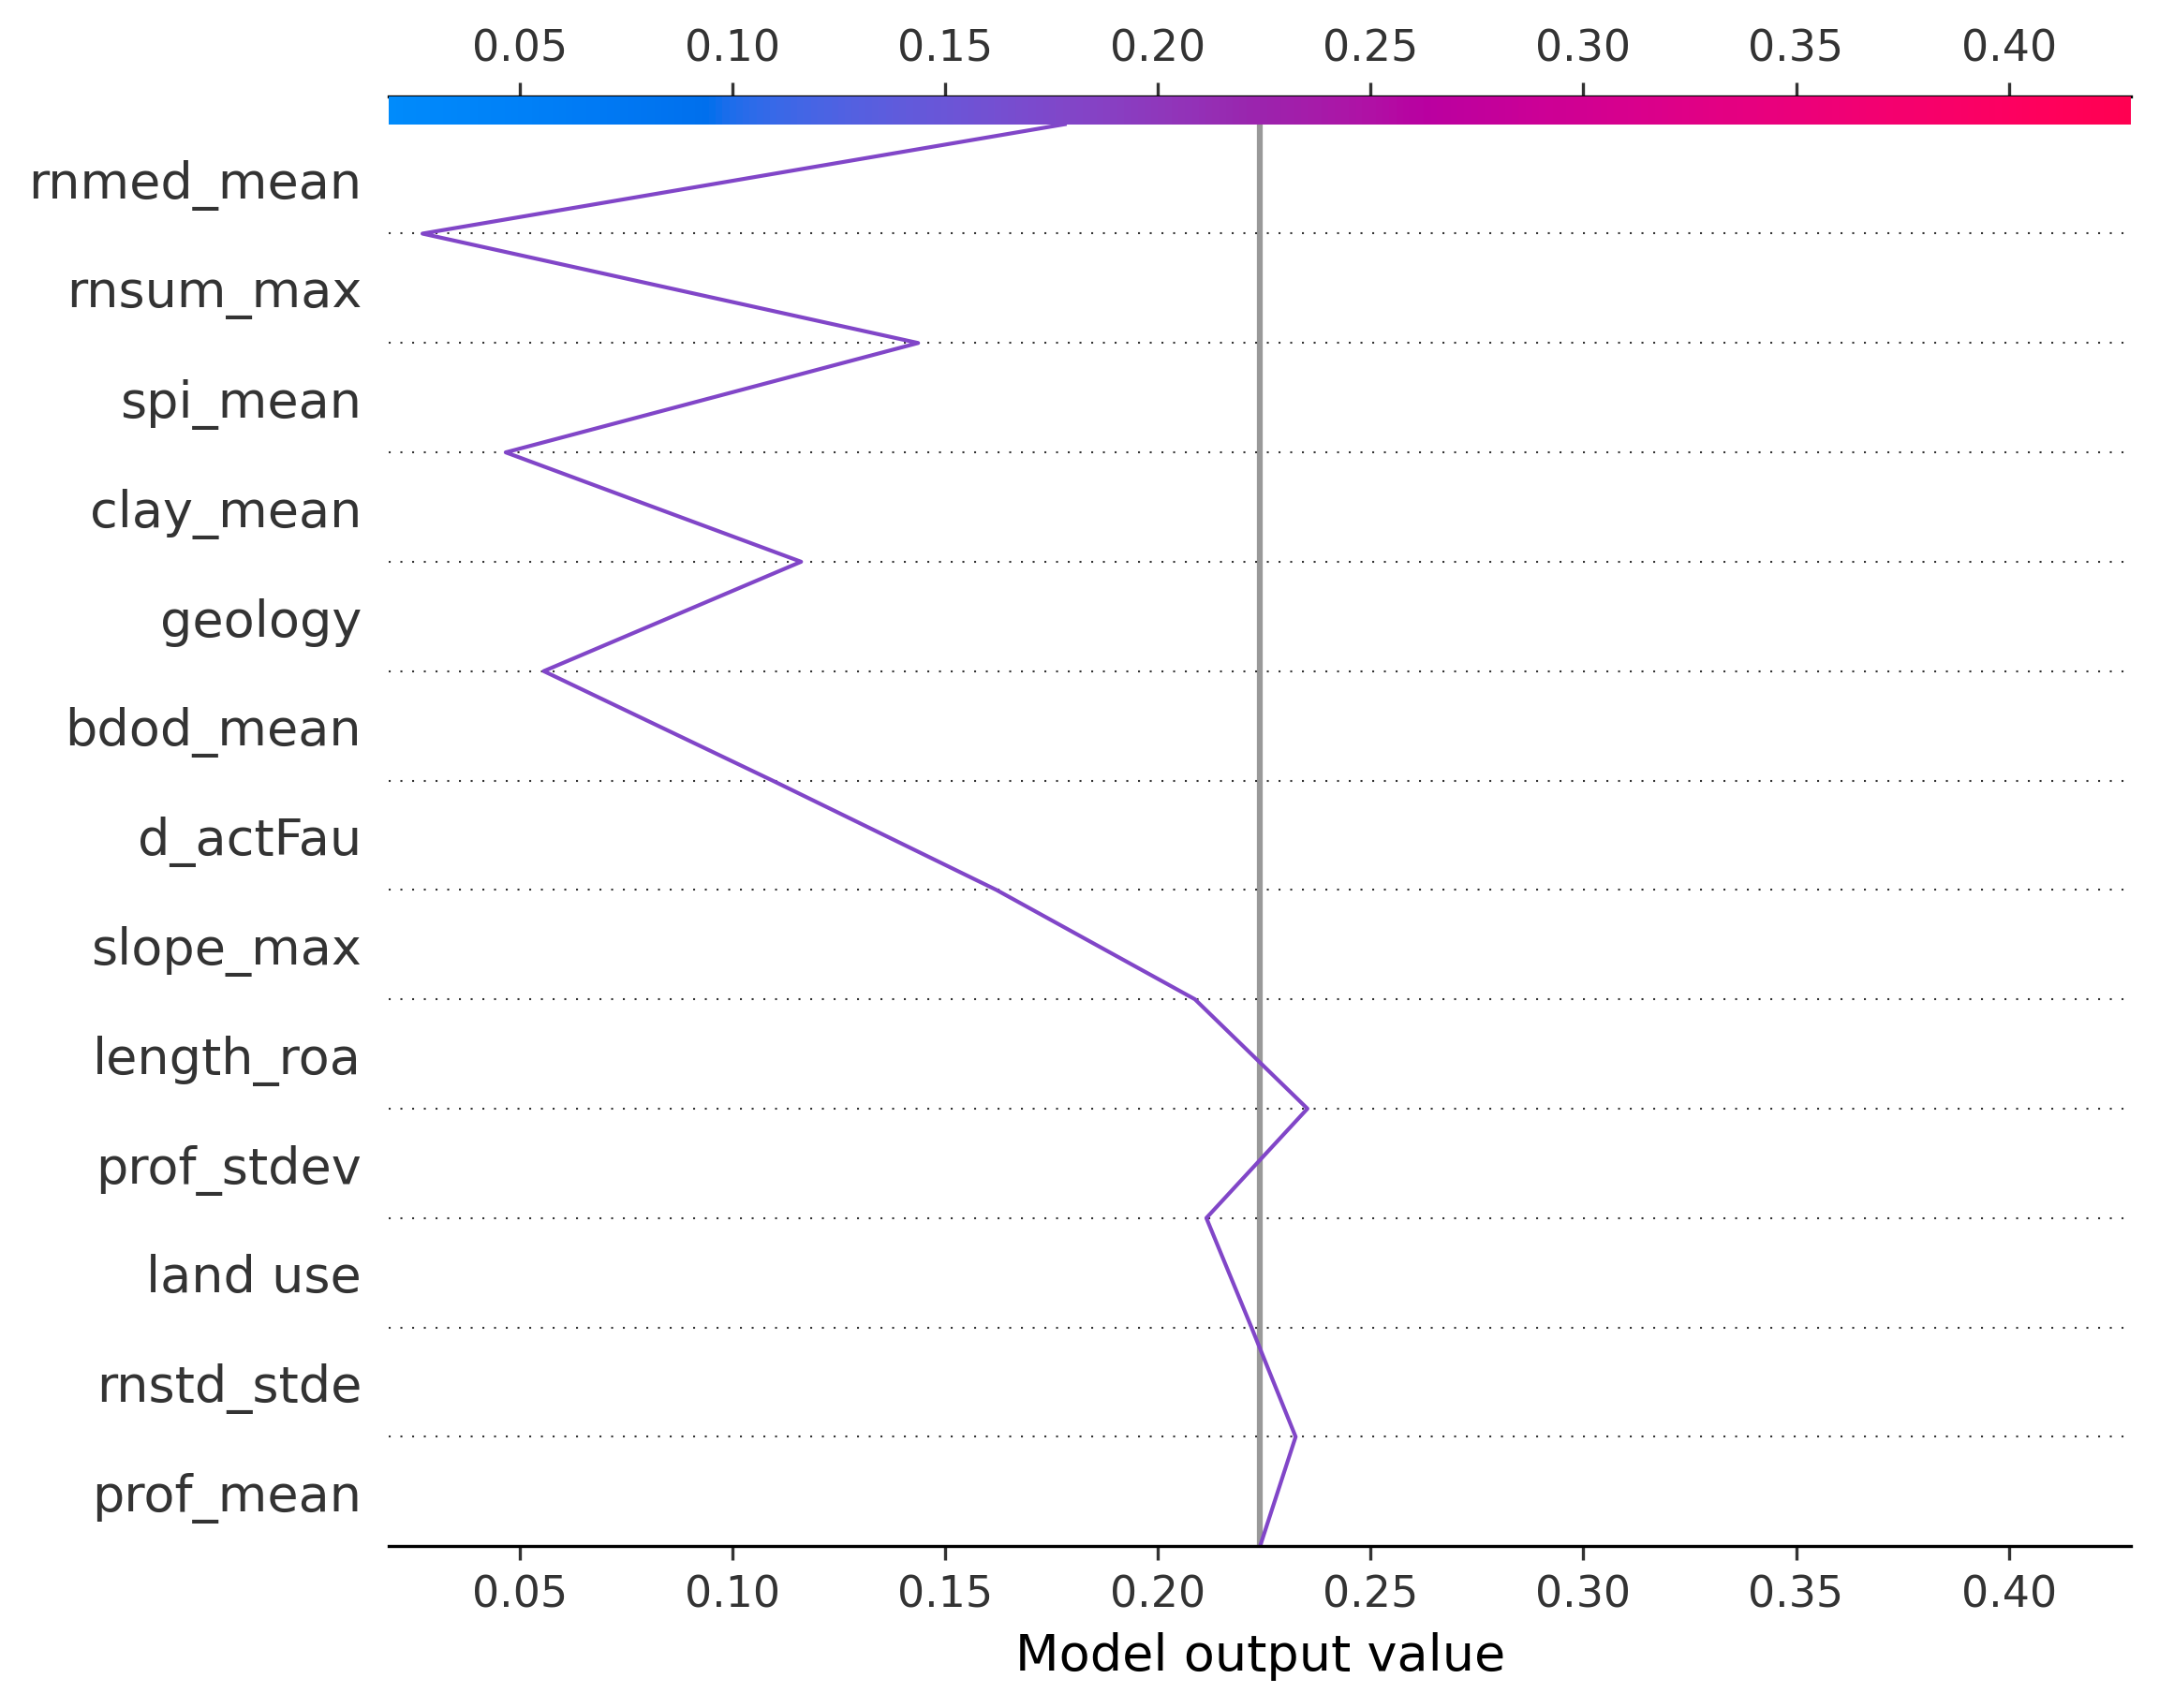 0.05 0.10 0.15 0.20 0.25 0.30 0.35 0.40
rnmed_mean
rnsum_max
spi_mean
clay_mean
geology
bdod_mean
d_actFau
slope_max
length_roa
prof_stdev
land use
rnstd_stde
prof_mean
0.05 0.10 0.15 0.20 0.25 0.30 0.35 0.40
Model output value